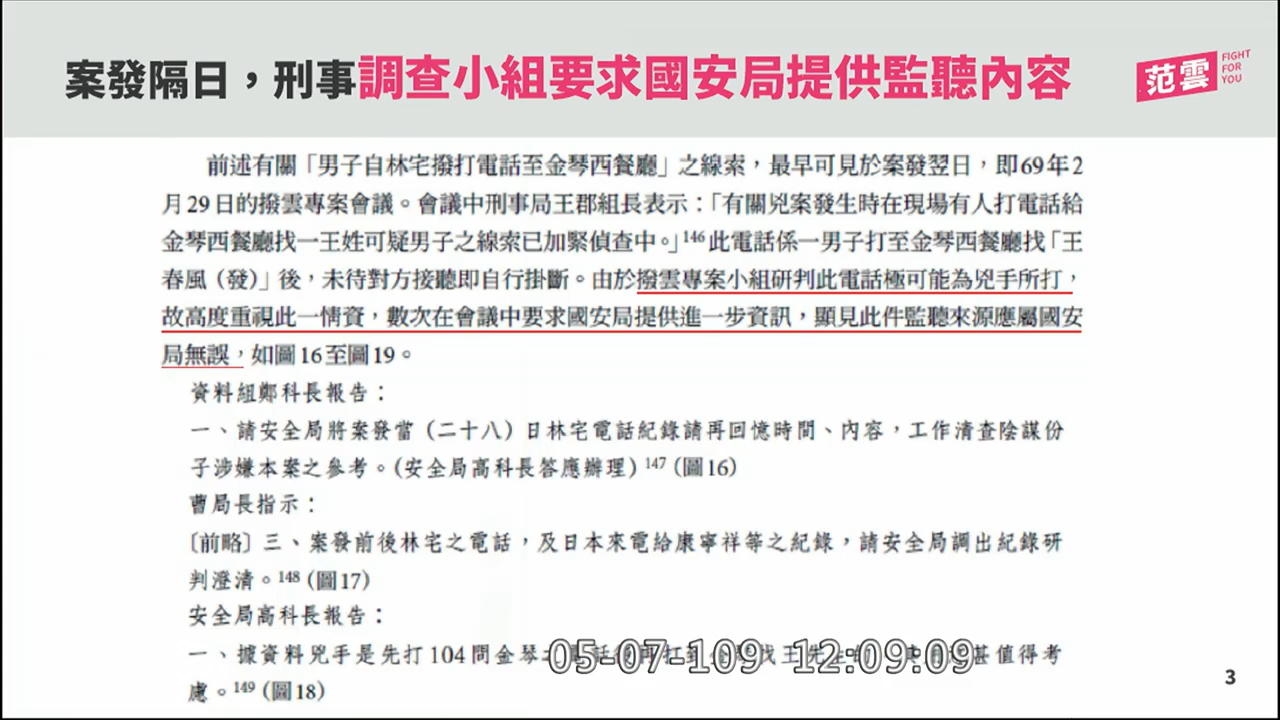 案發隔日，刑事調查小組要求國安局提供監聽內容
范雲
FIGHT
FOR
YOU
前述有關「男子自林宅撥打電話至金琴西餐廳」之線索，最早可見於案發翌日，即69年2
月29日的撥雲專案會議。會議中刑事局王郡組長表示：「有關兇案發生時在現場有人打電話給
金琴西餐廳找一王姓可疑男子之線索已加緊偵查中。」146 此電話係一男子打至金琴西餐廳找「王
春風（發）」後，未待對方接聽即自行掛斷。由於撥雲專案小組研判此電話極可能為兇手所打，
故高度重視此一情資，數次在會議中要求國安局提供進一步資訊，顯見此件監聽來源應屬國安
局無誤，如圖16至圖19。
資料組鄭科長報告：
一、請安全局將案發當（二十八）日林宅電話紀錄請再回憶時間、內容，工作清查陰謀份
子涉嫌本案之參考。（安全局高科長答應辦理）147（圖16）
曹局長指示：
〔前略〕三、案發前後林宅之電話，及日本來電給康寧祥等之紀錄，請安全局調出紀錄研
判澄清。148（圖17）
安全局高科長報告：
一、據資料兇手是先打104問金琴 找王 甚值得考
05-07-109 12:09:09
慮。149（圖18）
3